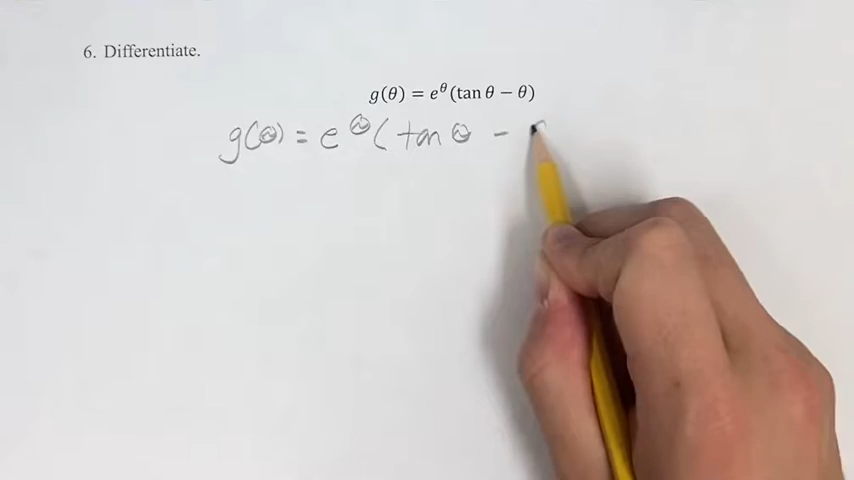 6. Differentiate.
g(θ) = e^θ(tan θ − θ)
g(θ) = e^θ( tan θ −